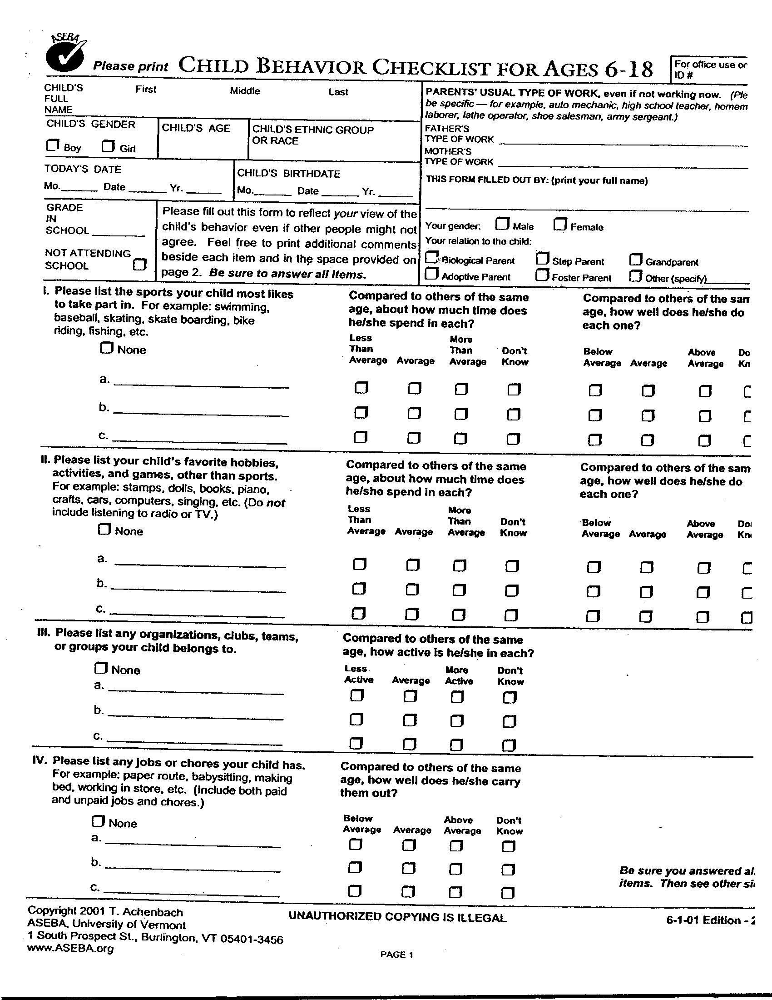 ASEBA
Please print CHILD BEHAVIOR CHECKLIST FOR AGES 6-18
For office use or
ID #
CHILD'S First Middle Last
FULL
NAME
PARENTS' USUAL TYPE OF WORK, even if not working now. (Ple
be specific — for example, auto mechanic, high school teacher, homem
laborer, lathe operator, shoe salesman, army sergeant.)
CHILD'S GENDER
Boy Girl
CHILD'S AGE
CHILD'S ETHNIC GROUP
OR RACE
FATHER'S
TYPE OF WORK
MOTHER'S
TYPE OF WORK
TODAY'S DATE
Mo. Date Yr.
CHILD'S BIRTHDATE
Mo. Date Yr.
THIS FORM FILLED OUT BY: (print your full name)
GRADE
IN
SCHOOL
NOT ATTENDING
SCHOOL
Please fill out this form to reflect your view of the
child's behavior even if other people might not
agree. Feel free to print additional comments
beside each item and in the space provided on
page 2. Be sure to answer all items.
Your gender: Male Female
Your relation to the child:
Biological Parent Step Parent Grandparent
Adoptive Parent Foster Parent Other (specify)
I. Please list the sports your child most likes
to take part in. For example: swimming,
baseball, skating, skate boarding, bike
riding, fishing, etc.
None
Compared to others of the same
age, about how much time does
he/she spend in each?
Less More
Than Than Don't
Average Average Average Know
Compared to others of the sam
age, how well does he/she do
each one?
Below Above Do
Average Average Average Kn
a.
b.
c.
II. Please list your child's favorite hobbies,
activities, and games, other than sports.
For example: stamps, dolls, books, piano,
crafts, cars, computers, singing, etc. (Do not
include listening to radio or TV.)
None
Compared to others of the same
age, about how much time does
he/she spend in each?
Less More
Than Than Don't
Average Average Average Know
Compared to others of the sam
age, how well does he/she do
each one?
Below Above Do
Average Average Average Kn
a.
b.
c.
III. Please list any organizations, clubs, teams,
or groups your child belongs to.
None
Compared to others of the same
age, how active is he/she in each?
Less More Don't
Active Average Active Know
a.
b.
c.
IV. Please list any jobs or chores your child has.
For example: paper route, babysitting, making
bed, working in store, etc. (Include both paid
and unpaid jobs and chores.)
None
Compared to others of the same
age, how well does he/she carry
them out?
Below Above Don't
Average Average Average Know
a.
b.
c.
Be sure you answered al
items. Then see other si
Copyright 2001 T. Achenbach
ASEBA, University of Vermont
1 South Prospect St., Burlington, VT 05401-3456
www.ASEBA.org
UNAUTHORIZED COPYING IS ILLEGAL
6-1-01 Edition - 2
PAGE 1